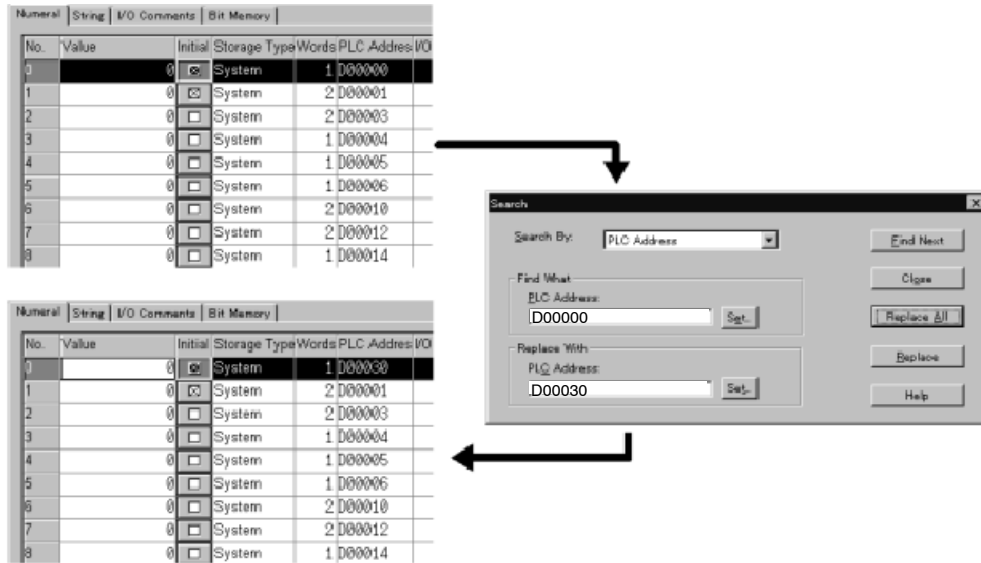 Numeral String I/O Comments Bit Memory
No. Value Initial Storage Type Words PLC Addres I/O
0 0 System 1 D00000
1 0 System 2 D00001
2 0 System 2 D00003
3 0 System 1 D00004
4 0 System 1 D00005
5 0 System 1 D00006
6 0 System 2 D00010
7 0 System 2 D00012
8 0 System 1 D00014
Search
Search By: PLC Address Find Next
Find What Close
PLC Address:
D00000 Set.. Replace All
Replace With
PLC Address: Replace
D00030 Set.. Help
Numeral String I/O Comments Bit Memory
No. Value Initial Storage Type Words PLC Addres I/O
0 0 System 1 D00030
1 0 System 2 D00001
2 0 System 2 D00003
3 0 System 1 D00004
4 0 System 1 D00005
5 0 System 1 D00006
6 0 System 2 D00010
7 0 System 2 D00012
8 0 System 1 D00014